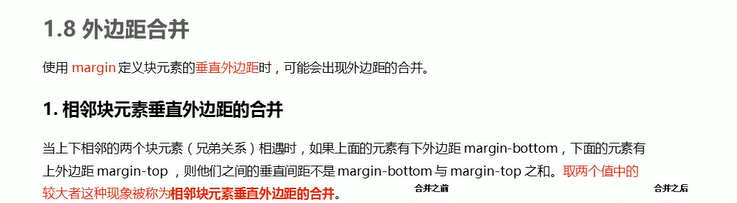 1.8 外边距合并
使用 margin 定义块元素的垂直外边距时，可能会出现外边距的合并。
1. 相邻块元素垂直外边距的合并
当上下相邻的两个块元素（兄弟关系）相遇时，如果上面的元素有下外边距 margin-bottom，下面的元素有
上外边距 margin-top ，则他们之间的垂直间距不是 margin-bottom 与 margin-top 之和。取两个值中的
较大者这种现象被称为相邻块元素垂直外边距的合并。 合并之前 合并之后